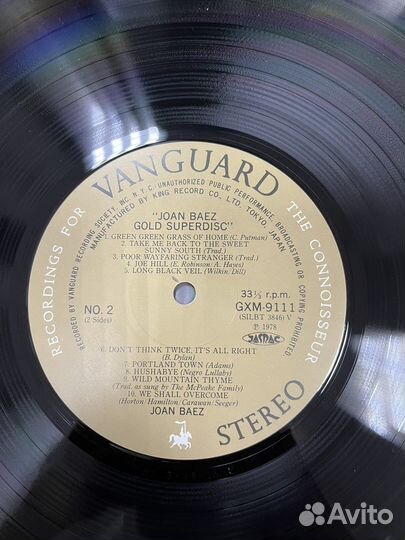 RECORDINGS FOR VANGUARD THE CONNOISSEUR
RECORDED BY VANGUARD RECORDING SOCIETY, INC. N.Y.C. UNAUTHORIZED PUBLIC PERFORMANCE, BROADCASTING OR COPYING PROHIBITED
MANUFACTURED BY KING RECORD CO., LTD. TOKYO, JAPAN
"JOAN BAEZ
GOLD SUPERDISC"
1. GREEN GREEN GRASS OF HOME (C. Putman)
2. TAKE ME BACK TO THE SWEET
SUNNY SOUTH (Trad.)
3. POOR WAYFARING STRANGER (Trad.)
4. JOE HILL (E. Robinson/A. Hayes)
5. LONG BLACK VEIL (Wilkin, Dill)
NO. 2
(2 Sides)
33⅓ r.p.m.
GXM-9111
(SILBT 3846) V
℗ 1978
JASRAC
6. DON'T THINK TWICE, IT'S ALL RIGHT
(B. Dylan)
7. PORTLAND TOWN (Adams)
8. HUSHABYE (Negro Lullaby)
9. WILD MOUNTAIN THYME
(Trad. as sung by the McPeake Family)
10. WE SHALL OVERCOME
(Horton/Hamilton/Carawan/Seeger)
JOAN BAEZ
STEREO
Avito